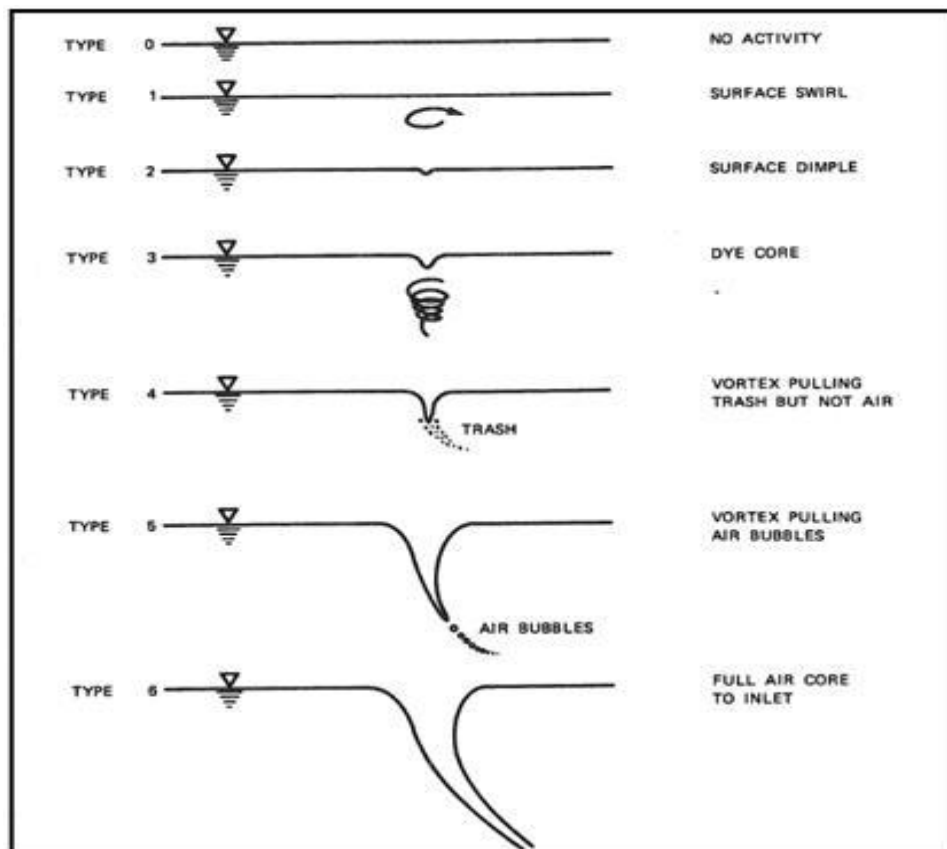 TYPE 0 NO ACTIVITY
TYPE 1 SURFACE SWIRL
TYPE 2 SURFACE DIMPLE
TYPE 3 DYE CORE
TYPE 4 VORTEX PULLING
TRASH BUT NOT AIR
TRASH
TYPE 5 VORTEX PULLING
AIR BUBBLES
AIR BUBBLES
TYPE 6 FULL AIR CORE
TO INLET